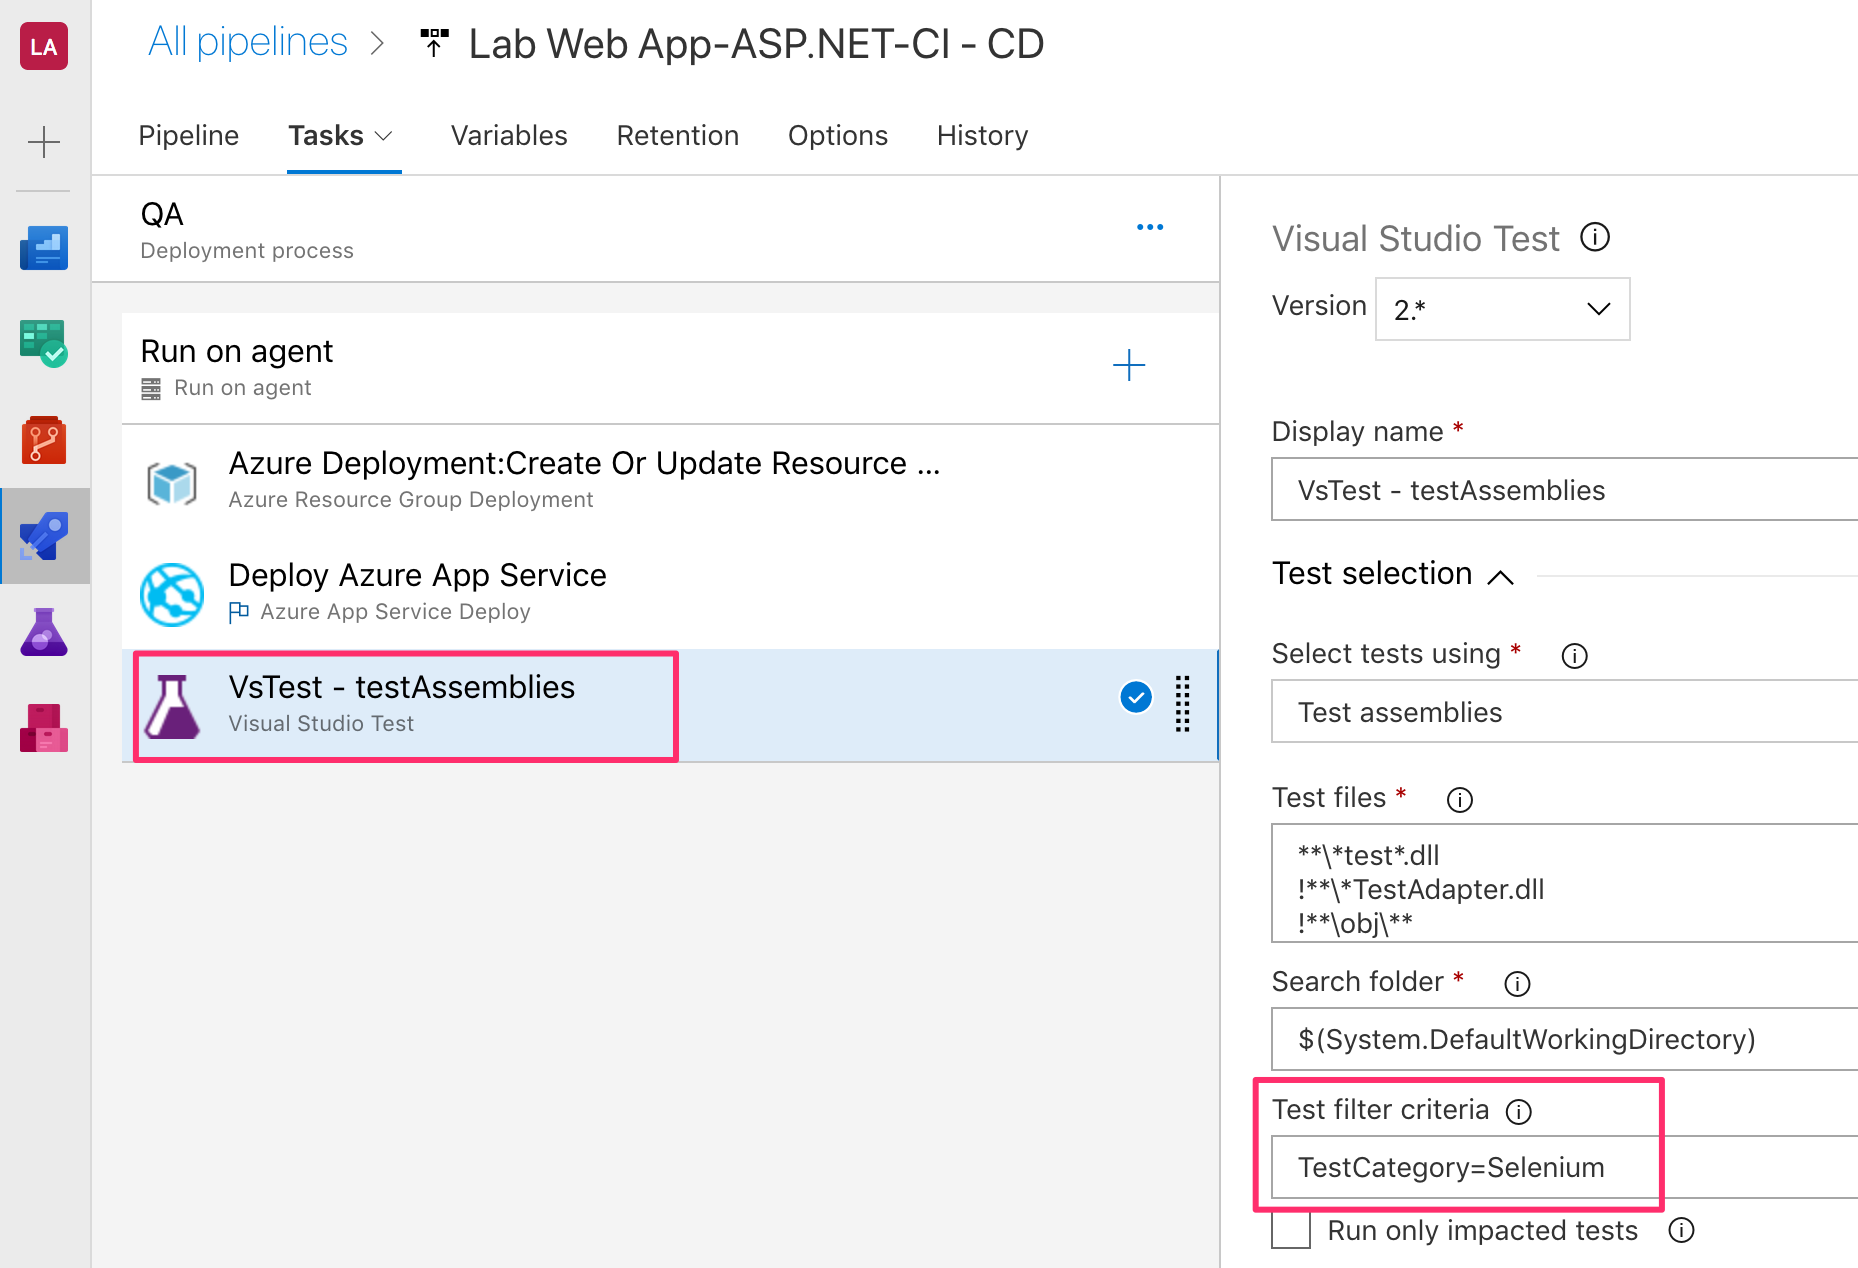 LA
All pipelines > Lab Web App-ASP.NET-CI - CD
Pipeline Tasks Variables Retention Options History
QA
Deployment process
Run on agent
Run on agent
Azure Deployment:Create Or Update Resource ...
Azure Resource Group Deployment
Deploy Azure App Service
Azure App Service Deploy
VsTest - testAssemblies
Visual Studio Test
Visual Studio Test
Version 2.*
Display name *
VsTest - testAssemblies
Test selection
Select tests using *
Test assemblies
Test files *
**\*test*.dll
!**\*TestAdapter.dll
!**\obj\**
Search folder *
$(System.DefaultWorkingDirectory)
Test filter criteria
TestCategory=Selenium
Run only impacted tests